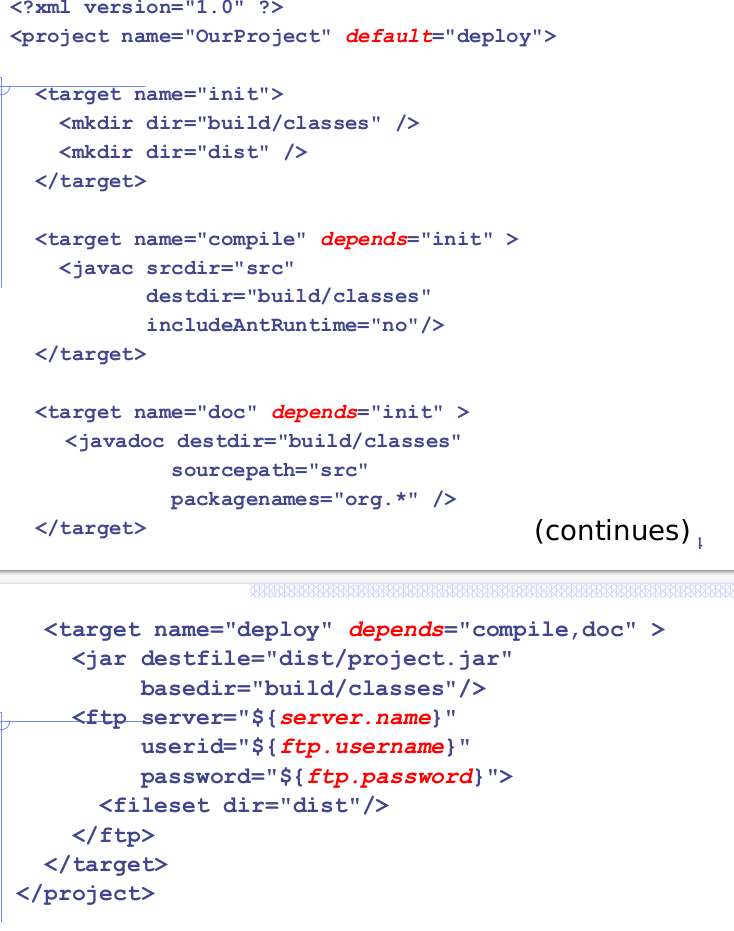 <?xml version="1.0" ?>
<project name="OurProject" default="deploy">
<target name="init">
<mkdir dir="build/classes" />
<mkdir dir="dist" />
</target>
<target name="compile" depends="init" >
<javac srcdir="src"
destdir="build/classes"
includeAntRuntime="no"/>
</target>
<target name="doc" depends="init" >
<javadoc destdir="build/classes"
sourcepath="src"
packagenames="org.*" />
</target>
(continues)
<target name="deploy" depends="compile,doc" >
<jar destfile="dist/project.jar"
basedir="build/classes"/>
<ftp server="${server.name}"
userid="${ftp.username}"
password="${ftp.password}">
<fileset dir="dist"/>
</ftp>
</target>
</project>